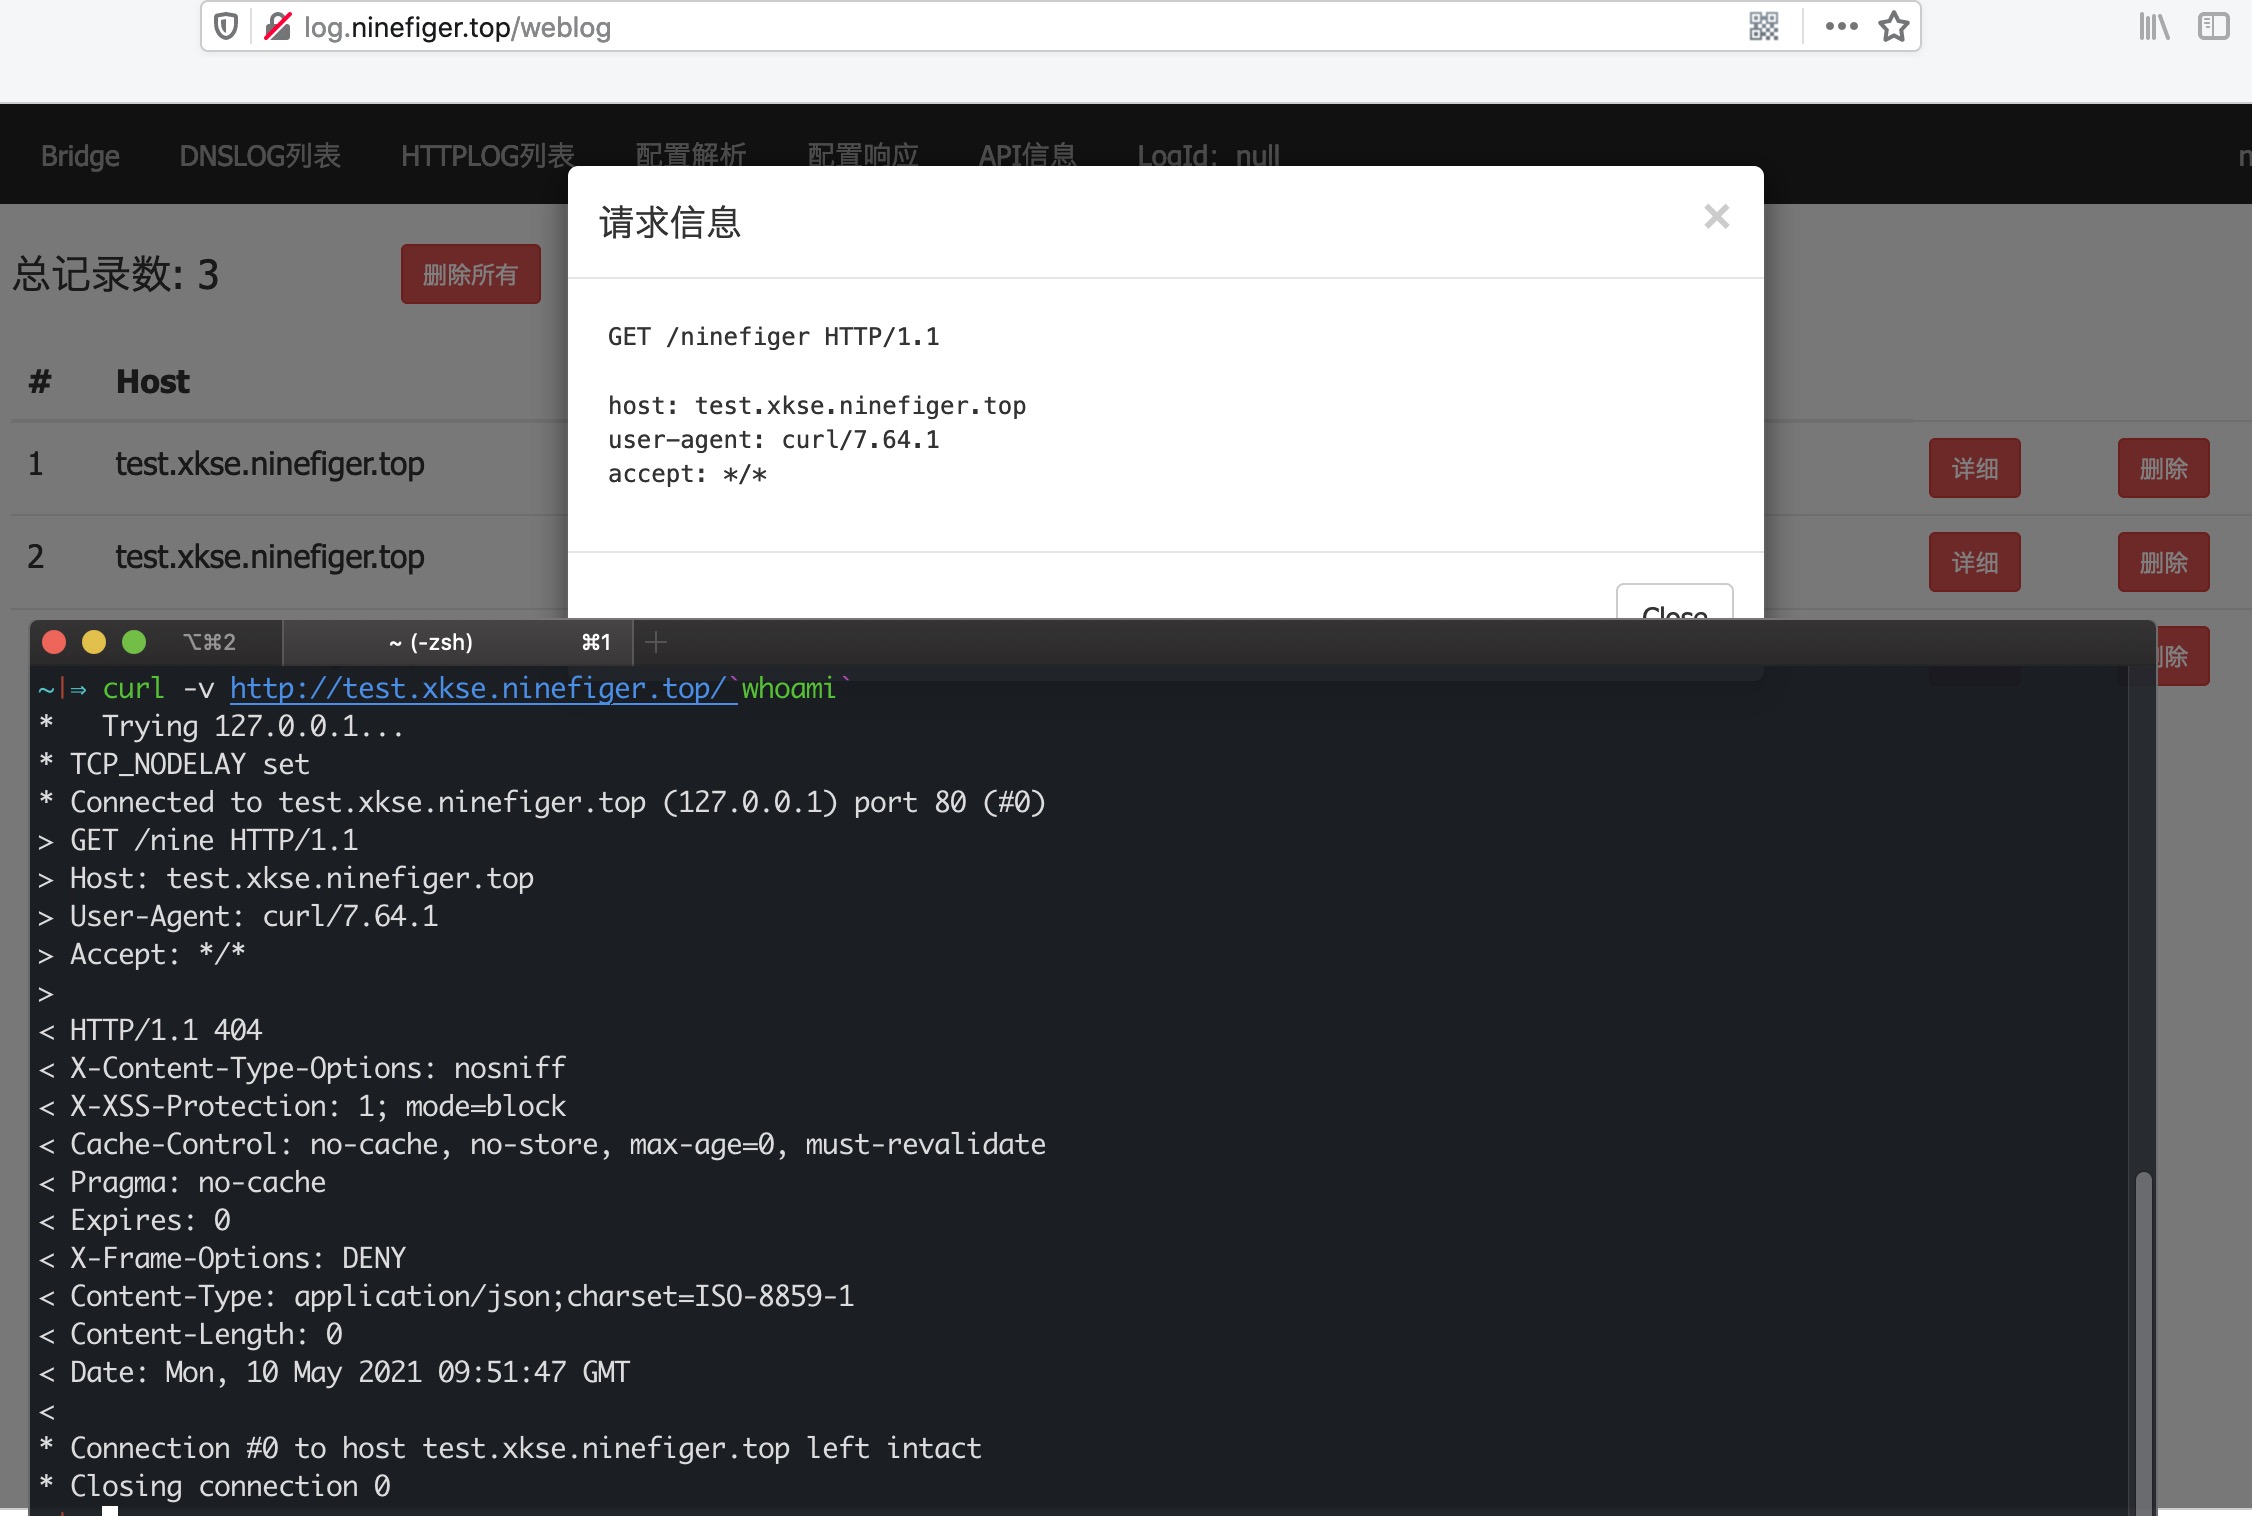 log.ninefiger.top/weblog
Bridge DNSLOG列表 HTTPLOG列表 配置解析 配置响应 API信息 LogId: null
总记录数: 3 删除所有
请求信息 ×
GET /ninefiger HTTP/1.1
host: test.xkse.ninefiger.top
user-agent: curl/7.64.1
accept: */*
Close
# Host
1 test.xkse.ninefiger.top 详细 删除
2 test.xkse.ninefiger.top 详细 删除
删除
⌥⌘2 ~ (-zsh) ⌘1 +
~|⇒ curl -v http://test.xkse.ninefiger.top/`whoami`
*   Trying 127.0.0.1...
* TCP_NODELAY set
* Connected to test.xkse.ninefiger.top (127.0.0.1) port 80 (#0)
> GET /nine HTTP/1.1
> Host: test.xkse.ninefiger.top
> User-Agent: curl/7.64.1
> Accept: */*
>
< HTTP/1.1 404
< X-Content-Type-Options: nosniff
< X-XSS-Protection: 1; mode=block
< Cache-Control: no-cache, no-store, max-age=0, must-revalidate
< Pragma: no-cache
< Expires: 0
< X-Frame-Options: DENY
< Content-Type: application/json;charset=ISO-8859-1
< Content-Length: 0
< Date: Mon, 10 May 2021 09:51:47 GMT
<
* Connection #0 to host test.xkse.ninefiger.top left intact
* Closing connection 0